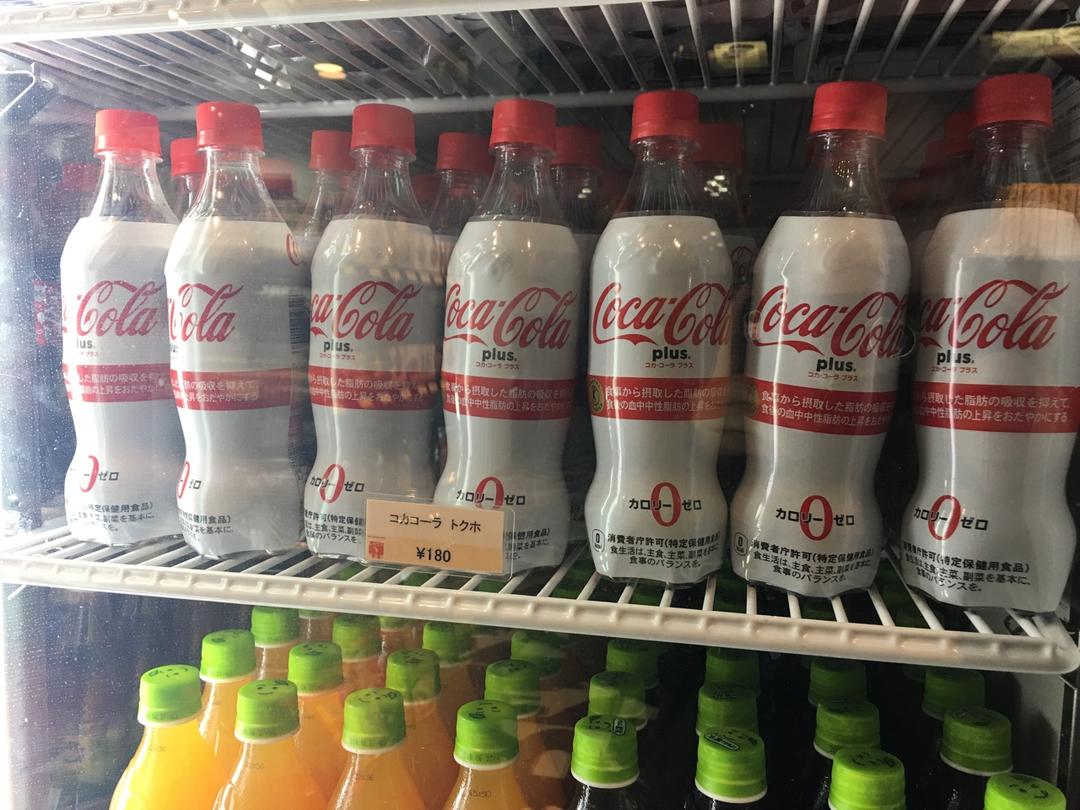 Coca-Cola
plus.
コカ・コーラ プラス
食事から摂取した脂肪の吸収を抑えて、
食後の血中中性脂肪の上昇をおだやかにする
カロリー0ゼロ
消費者庁許可(特定保健用食品)
食生活は、主食、主菜、副菜を基本に、
食事のバランスを。
コカコーラ トクホ
¥180